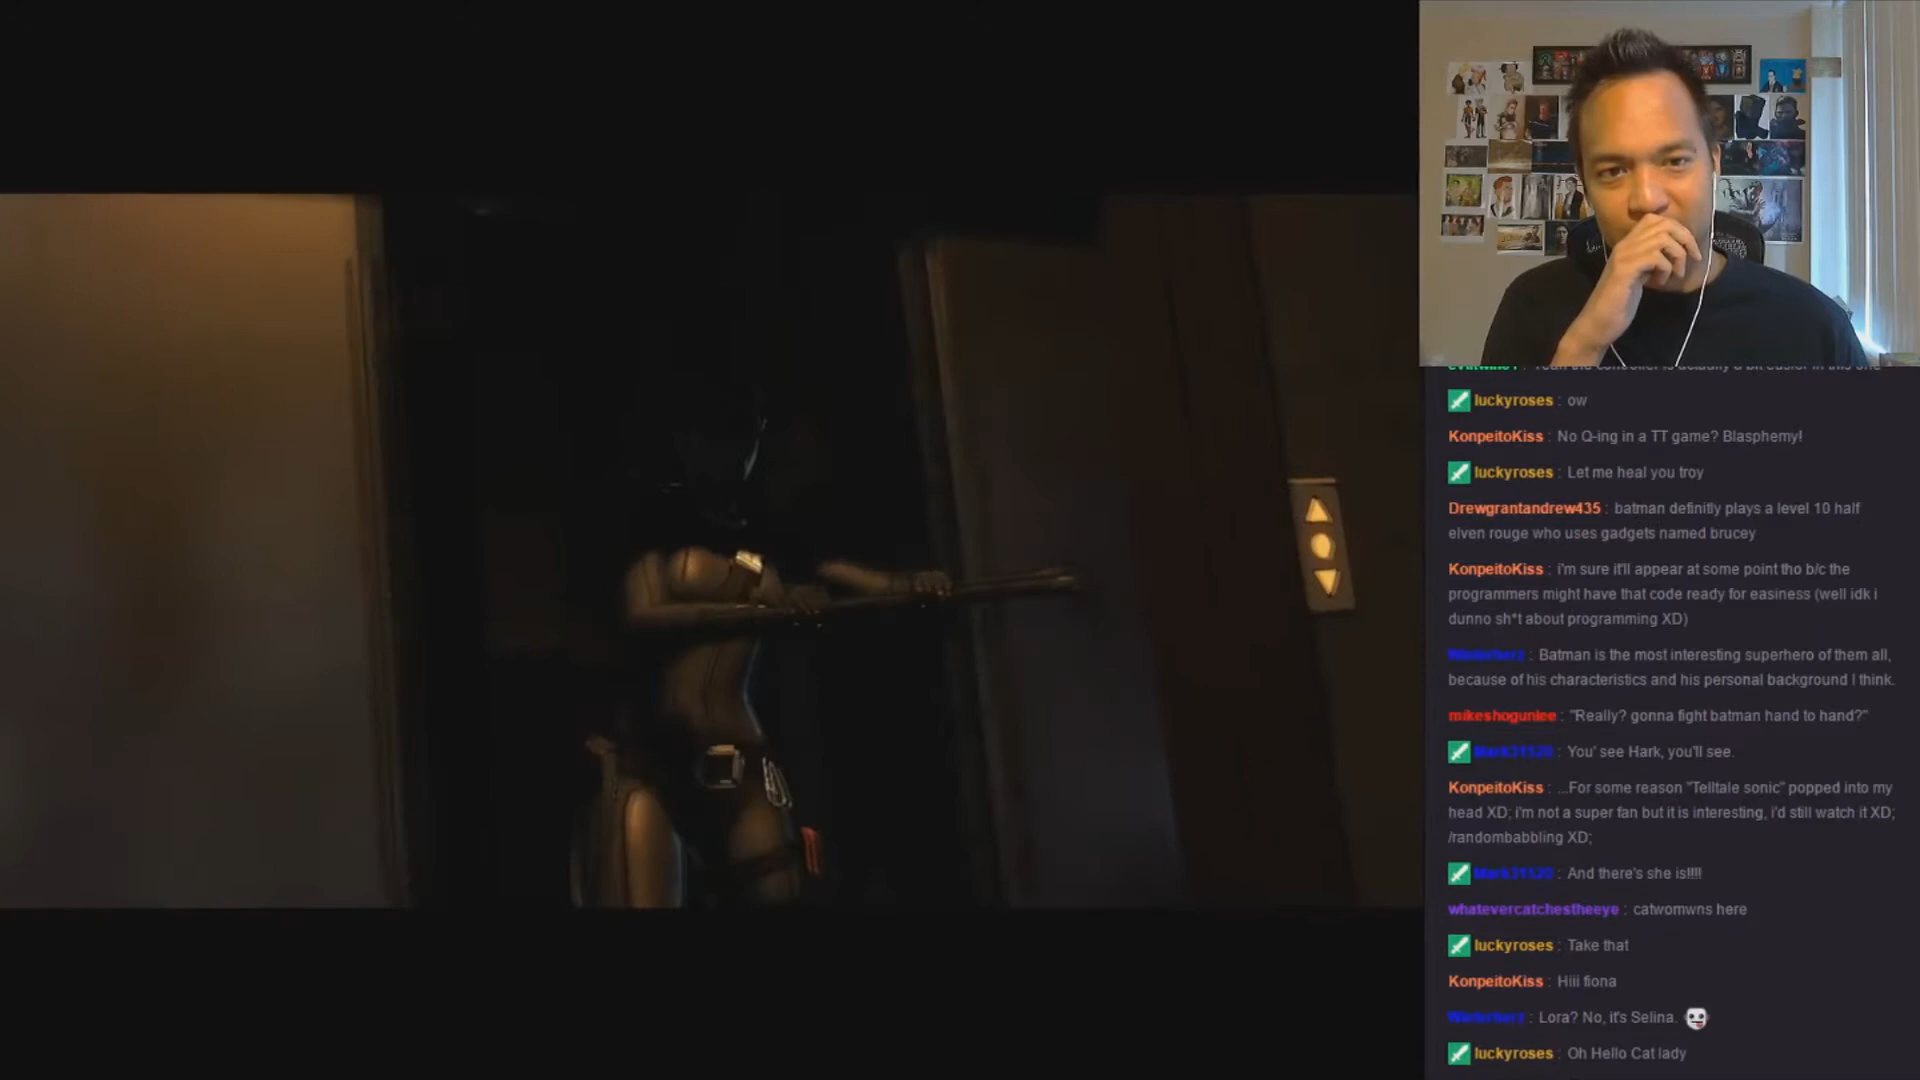 luckyroses : ow
KonpeitoKiss : No Q-ing in a TT game? Blasphemy!
luckyroses : Let me heal you troy
Drewgrantandrew435 : batman definitly plays a level 10 half
elven rouge who uses gadgets named brucey
KonpeitoKiss : i'm sure it'll appear at some point tho b/c the
programmers might have that code ready for easiness (well idk i
dunno sh*t about programming XD)
Winterherz : Batman is the most interesting superhero of them all,
because of his characteristics and his personal background I think.
mikeshogunlee : "Really? gonna fight batman hand to hand?"
Mark31120 : You' see Hark, you'll see.
KonpeitoKiss : ...For some reason "Telltale sonic" popped into my
head XD; i'm not a super fan but it is interesting, i'd still watch it XD;
/randombabbling XD;
Mark31120 : And there's she is!!!!
whatevercatchestheeye : catwomwns here
luckyroses : Take that
KonpeitoKiss : Hiii fiona
Winterherz : Lora? No, it's Selina.
luckyroses : Oh Hello Cat lady